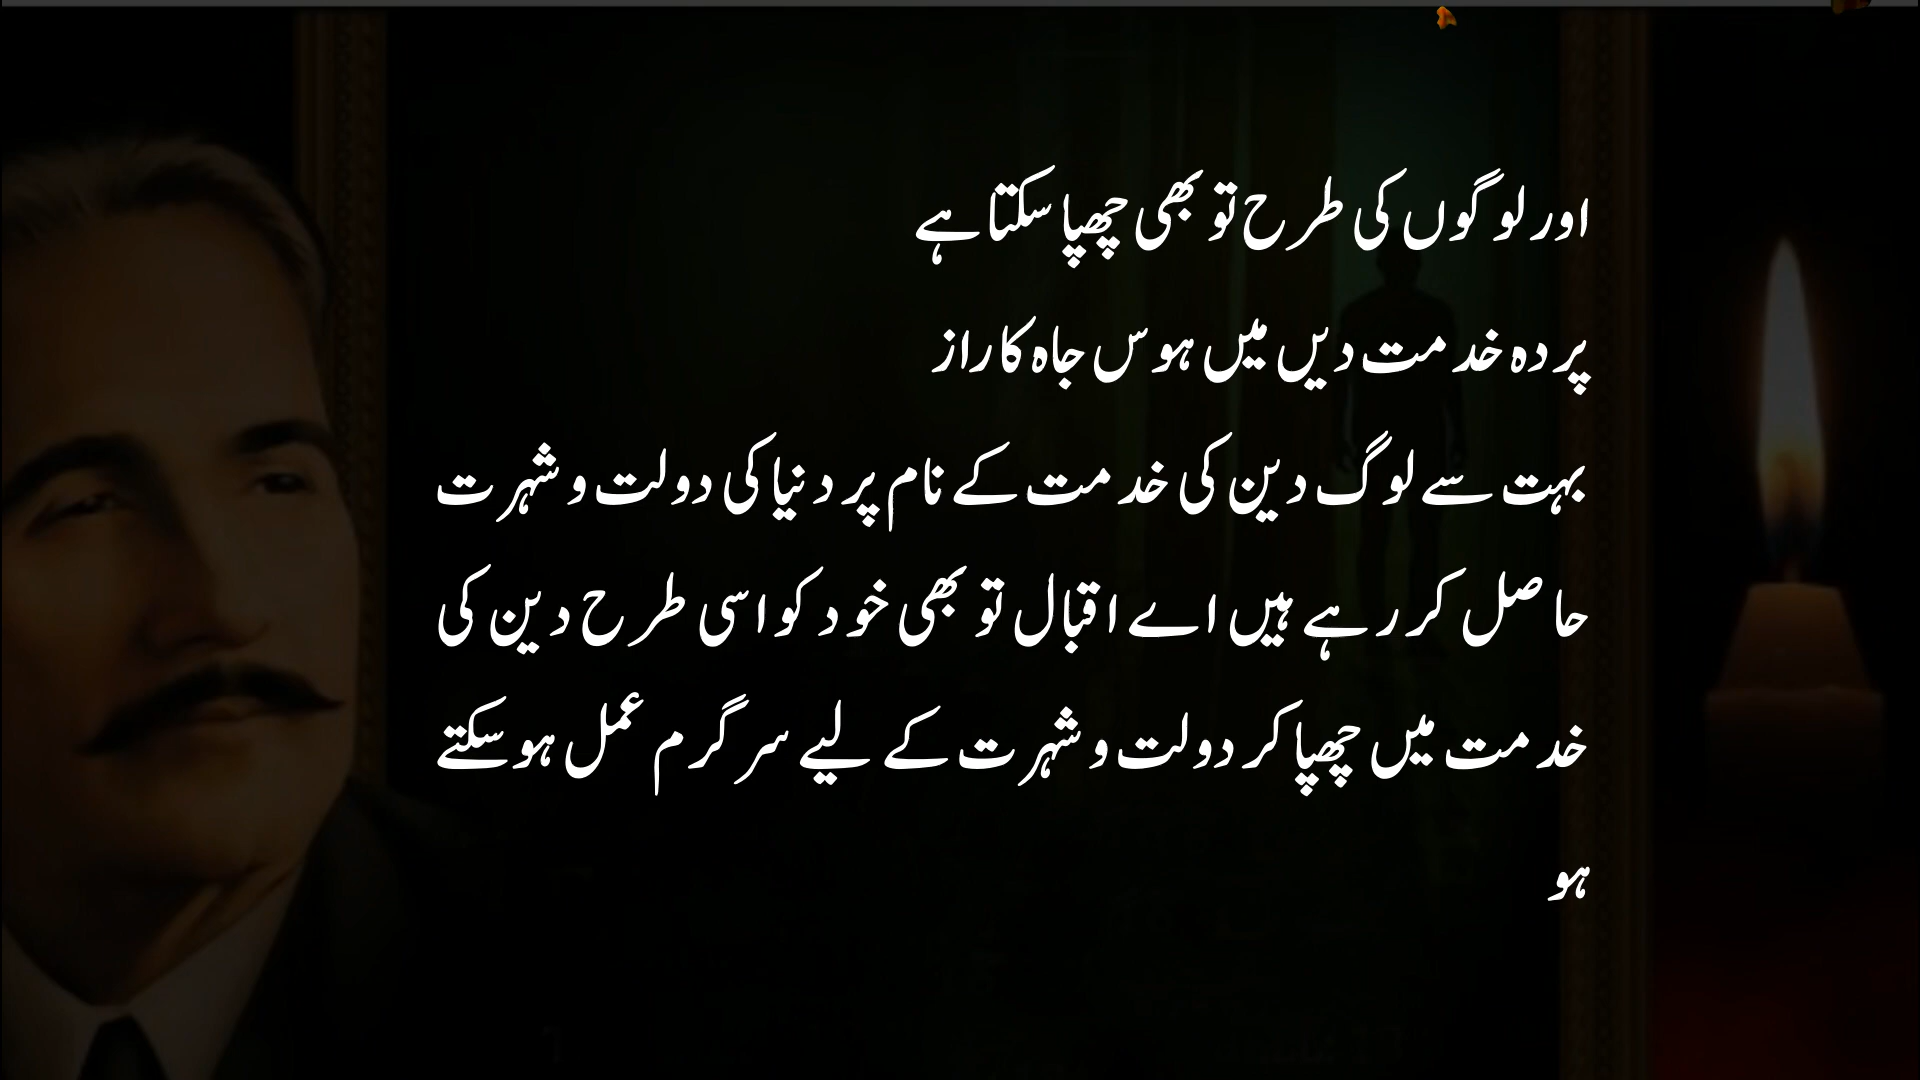 اور لوگوں کی طرح تو بھی چھپا سکتا ہے
پردہ خدمت دیں میں ہوس جاہ کا راز
بہت سے لوگ دین کی خدمت کے نام پر دنیا کی دولت و شہرت
حاصل کر رہے ہیں اے اقبال تو بھی خود کو اسی طرح دین کی
خدمت میں چھپا کر دولت و شہرت کے لیے سرگرم عمل ہو سکتے
ہو